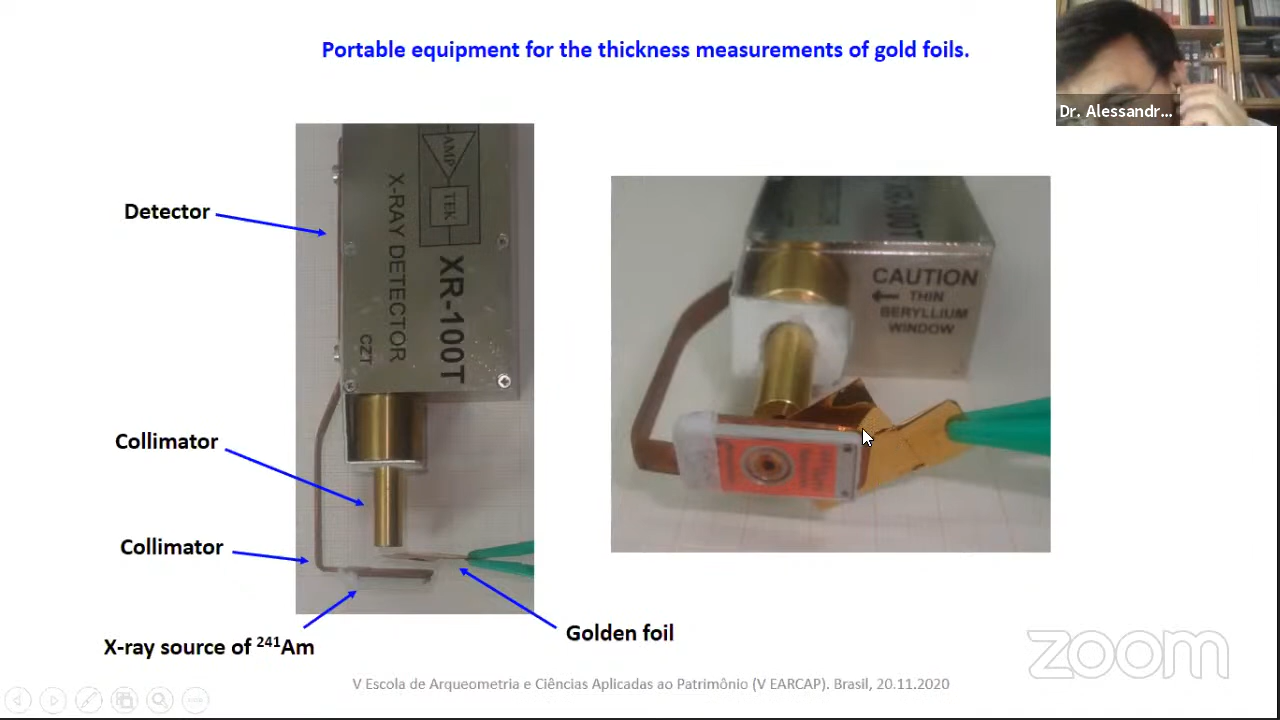 Portable equipment for the thickness measurements of gold foils.
Dr. Alessandr...
Detector
Collimator
Collimator
X-ray source of ²⁴¹Am
Golden foil
AMP
TEK
X-RAY DETECTOR
XR-100T
CZT
XR-100T
CAUTION
THIN
BERYLLIUM
WINDOW
zoom
V Escola de Arqueometria e Ciências Aplicadas ao Patrimônio (V EARCAP). Brasil, 20.11.2020